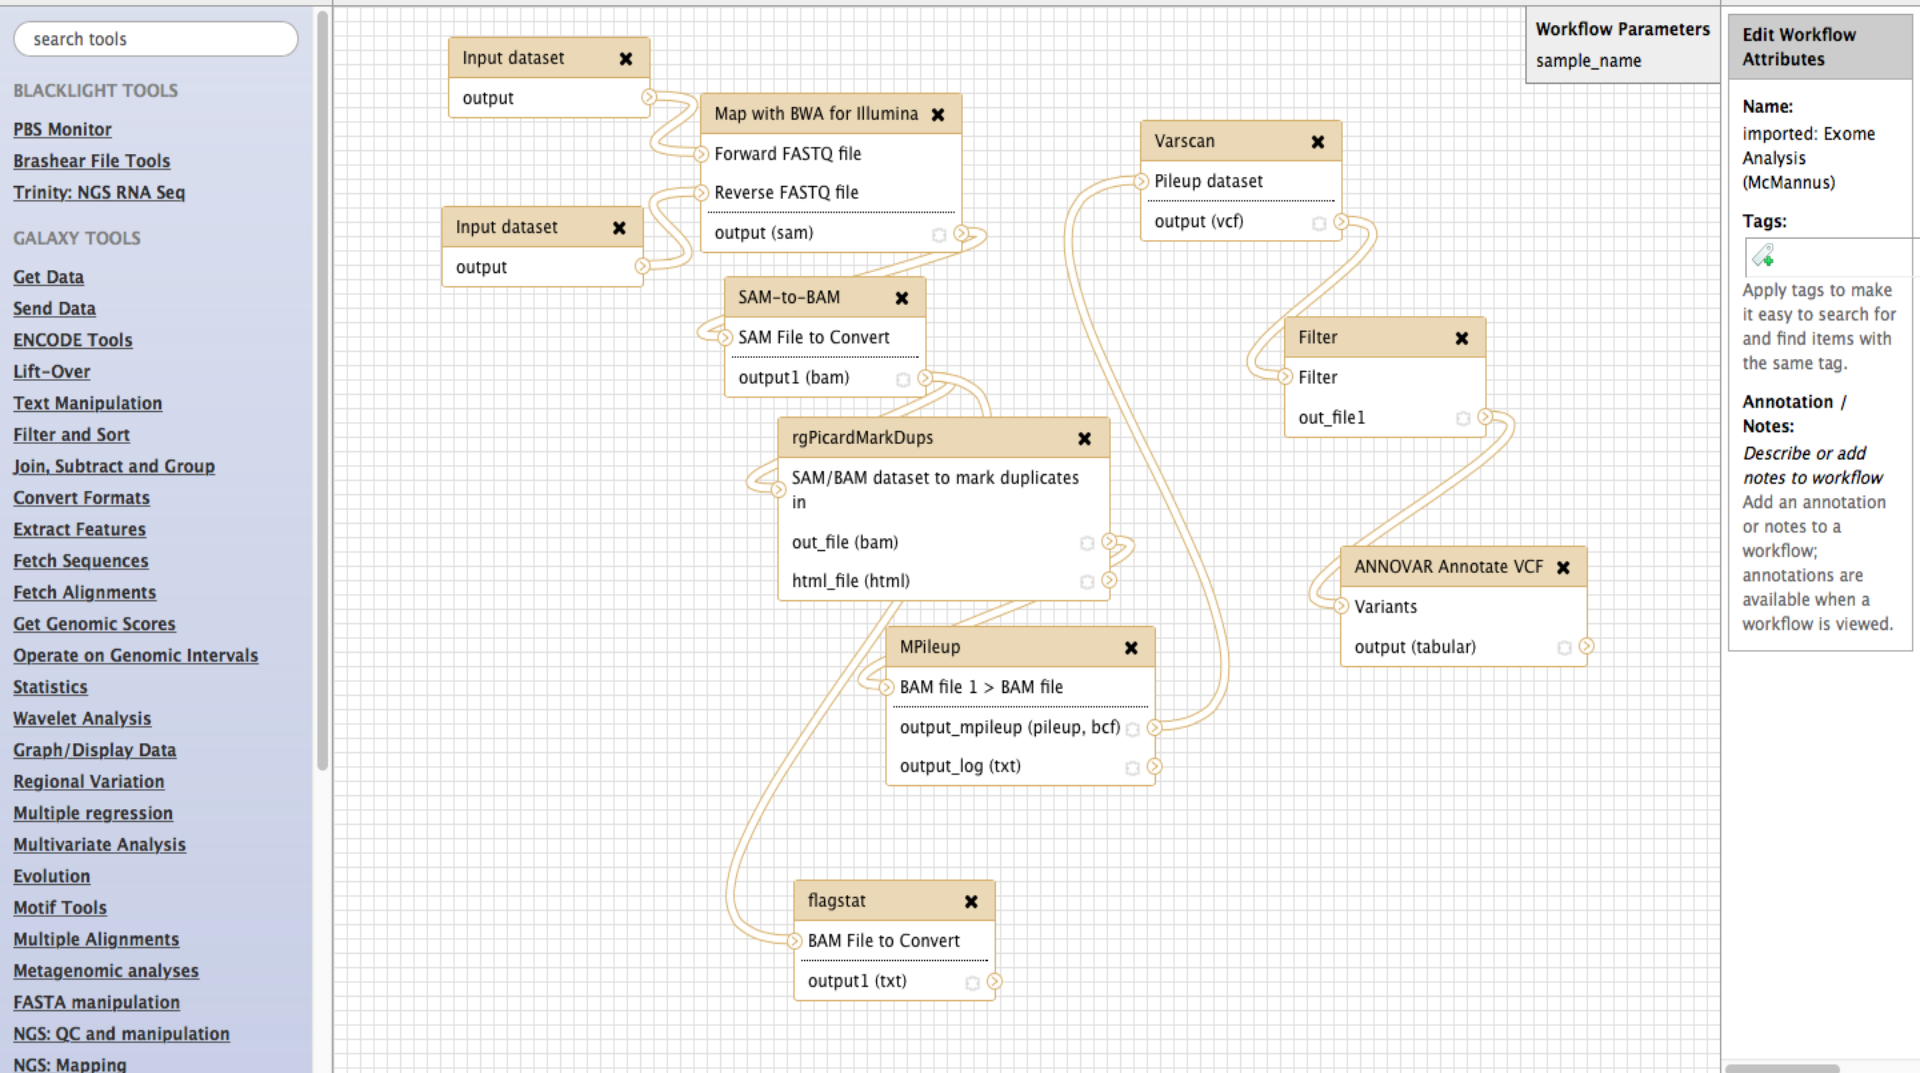 search tools
BLACKLIGHT TOOLS
PBS Monitor
Brashear File Tools
Trinity: NGS RNA Seq
GALAXY TOOLS
Get Data
Send Data
ENCODE Tools
Lift-Over
Text Manipulation
Filter and Sort
Join, Subtract and Group
Convert Formats
Extract Features
Fetch Sequences
Fetch Alignments
Get Genomic Scores
Operate on Genomic Intervals
Statistics
Wavelet Analysis
Graph/Display Data
Regional Variation
Multiple regression
Multivariate Analysis
Evolution
Motif Tools
Multiple Alignments
Metagenomic analyses
FASTA manipulation
NGS: QC and manipulation
NGS: Mapping
Input dataset
output
Input dataset
output
Map with BWA for Illumina
Forward FASTQ file
Reverse FASTQ file
output (sam)
SAM-to-BAM
SAM File to Convert
output1 (bam)
rgPicardMarkDups
SAM/BAM dataset to mark duplicates
in
out_file (bam)
html_file (html)
MPileup
BAM file 1 > BAM file
output_mpileup (pileup, bcf)
output_log (txt)
flagstat
BAM File to Convert
output1 (txt)
Varscan
Pileup dataset
output (vcf)
Filter
Filter
out_file1
ANNOVAR Annotate VCF
Variants
output (tabular)
Workflow Parameters
sample_name
Edit Workflow
Attributes
Name:
imported: Exome
Analysis
(McMannus)
Tags:
Apply tags to make
it easy to search for
and find items with
the same tag.
Annotation /
Notes:
Describe or add
notes to workflow
Add an annotation
or notes to a
workflow;
annotations are
available when a
workflow is viewed.